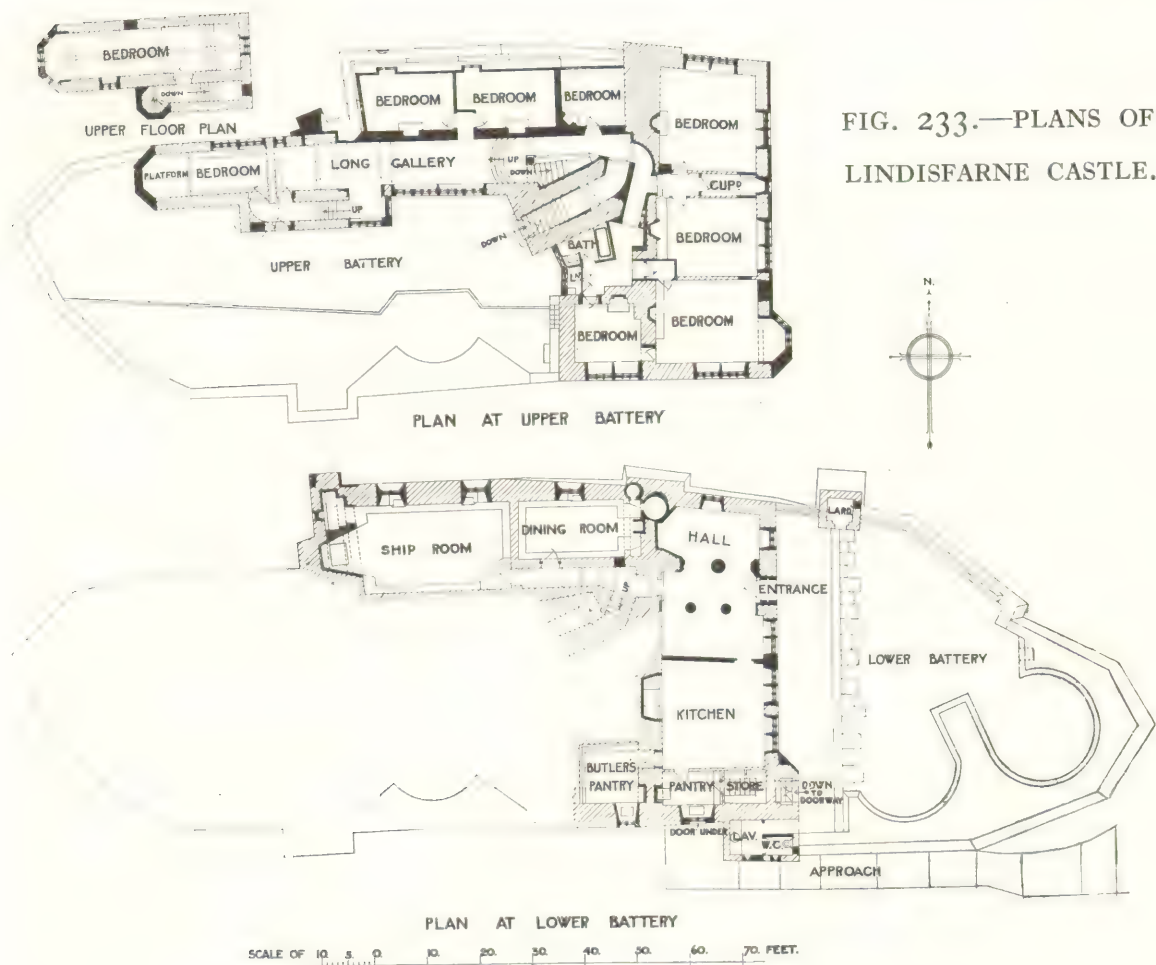 BEDROOM
DOWN
UPPER FLOOR PLAN
FIG. 233.—PLANS OF
LINDISFARNE CASTLE.
BEDROOM
BEDROOM
BEDROOM
BEDROOM
PLATFORM
BEDROOM
LONG GALLERY
UP
DOWN
CUPD
UP
DOWN
BATH
BEDROOM
UPPER BATTERY
LN
BEDROOM
BEDROOM
PLAN AT UPPER BATTERY
N.
SHIP ROOM
DINING ROOM
HALL
LARD.
ENTRANCE
LOWER BATTERY
KITCHEN
BUTLERS
PANTRY
PANTRY
STORE
DOWN
TO
DOORWAY
DOOR UNDER
LAV.
W.C.
APPROACH
PLAN AT LOWER BATTERY
SCALE OF 10. 5. 0. 10. 20. 30. 40. 50. 60. 70. FEET.